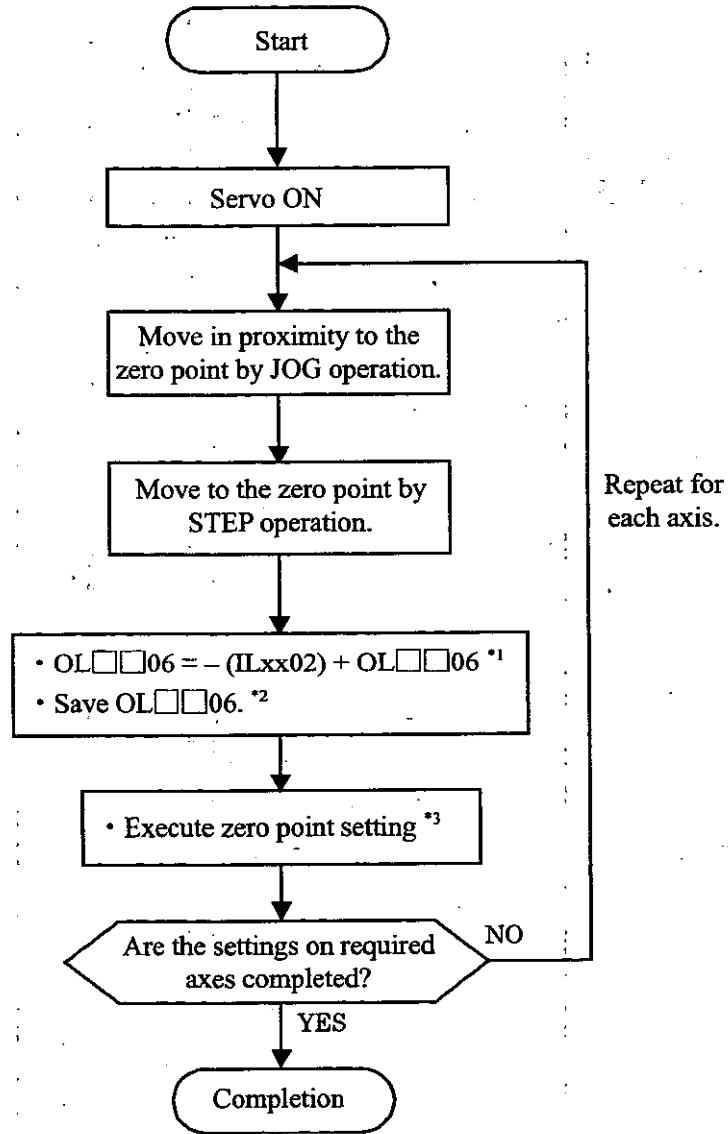 Start
Servo ON
Move in proximity to the
zero point by JOG operation.
Move to the zero point by
STEP operation.
Repeat for
each axis.
・OL□□06 = – (ILxx02) + OL□□06 *1
・Save OL□□06. *2
・Execute zero point setting *3
Are the settings on required
axes completed?
NO
YES
Completion